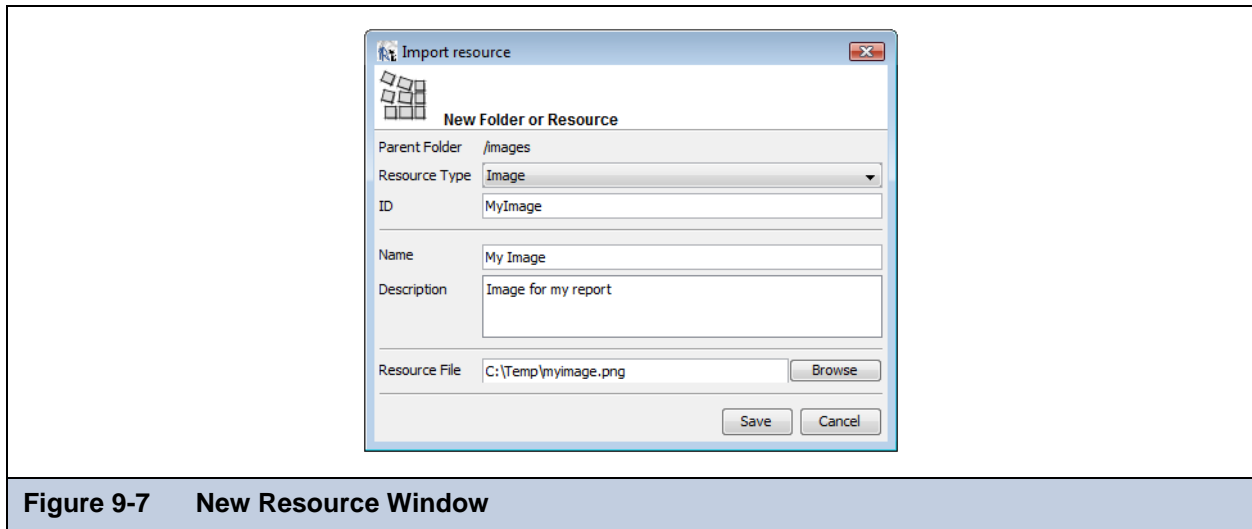 Import resource
New Folder or Resource
Parent Folder /images
Resource Type Image
ID MyImage
Name My Image
Description Image for my report
Resource File C:\Temp\myimage.png Browse
Save Cancel
Figure 9-7 New Resource Window